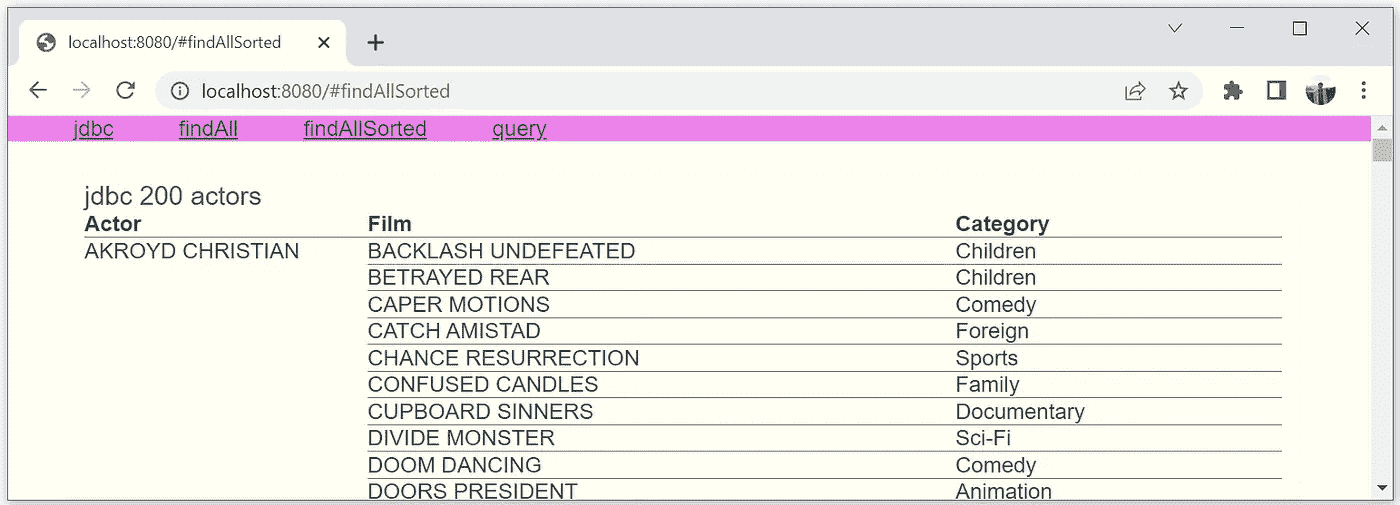 localhost:8080/#findAllSorted
localhost:8080/#findAllSorted
jdbc findAll findAllSorted query
jdbc 200 actors
Actor Film Category
AKROYD CHRISTIAN BACKLASH UNDEFEATED Children
BETRAYED REAR Children
CAPER MOTIONS Comedy
CATCH AMISTAD Foreign
CHANCE RESURRECTION Sports
CONFUSED CANDLES Family
CUPBOARD SINNERS Documentary
DIVIDE MONSTER Sci-Fi
DOOM DANCING Comedy
DOORS PRESIDENT Animation